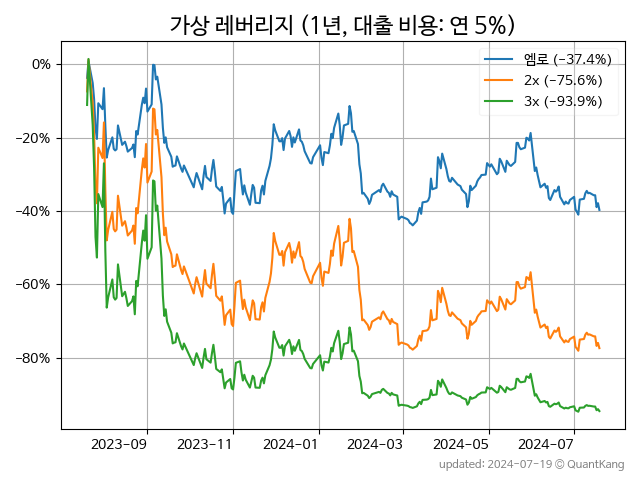 가상 레버리지 (1년, 대출 비용: 연 5%)
엠로 (−37.4%)
2x (−75.6%)
3x (−93.9%)
0%
−20%
−40%
−60%
−80%
2023−09 2023−11 2024−01 2024−03 2024−05 2024−07
updated: 2024-07-19 © QuantKang